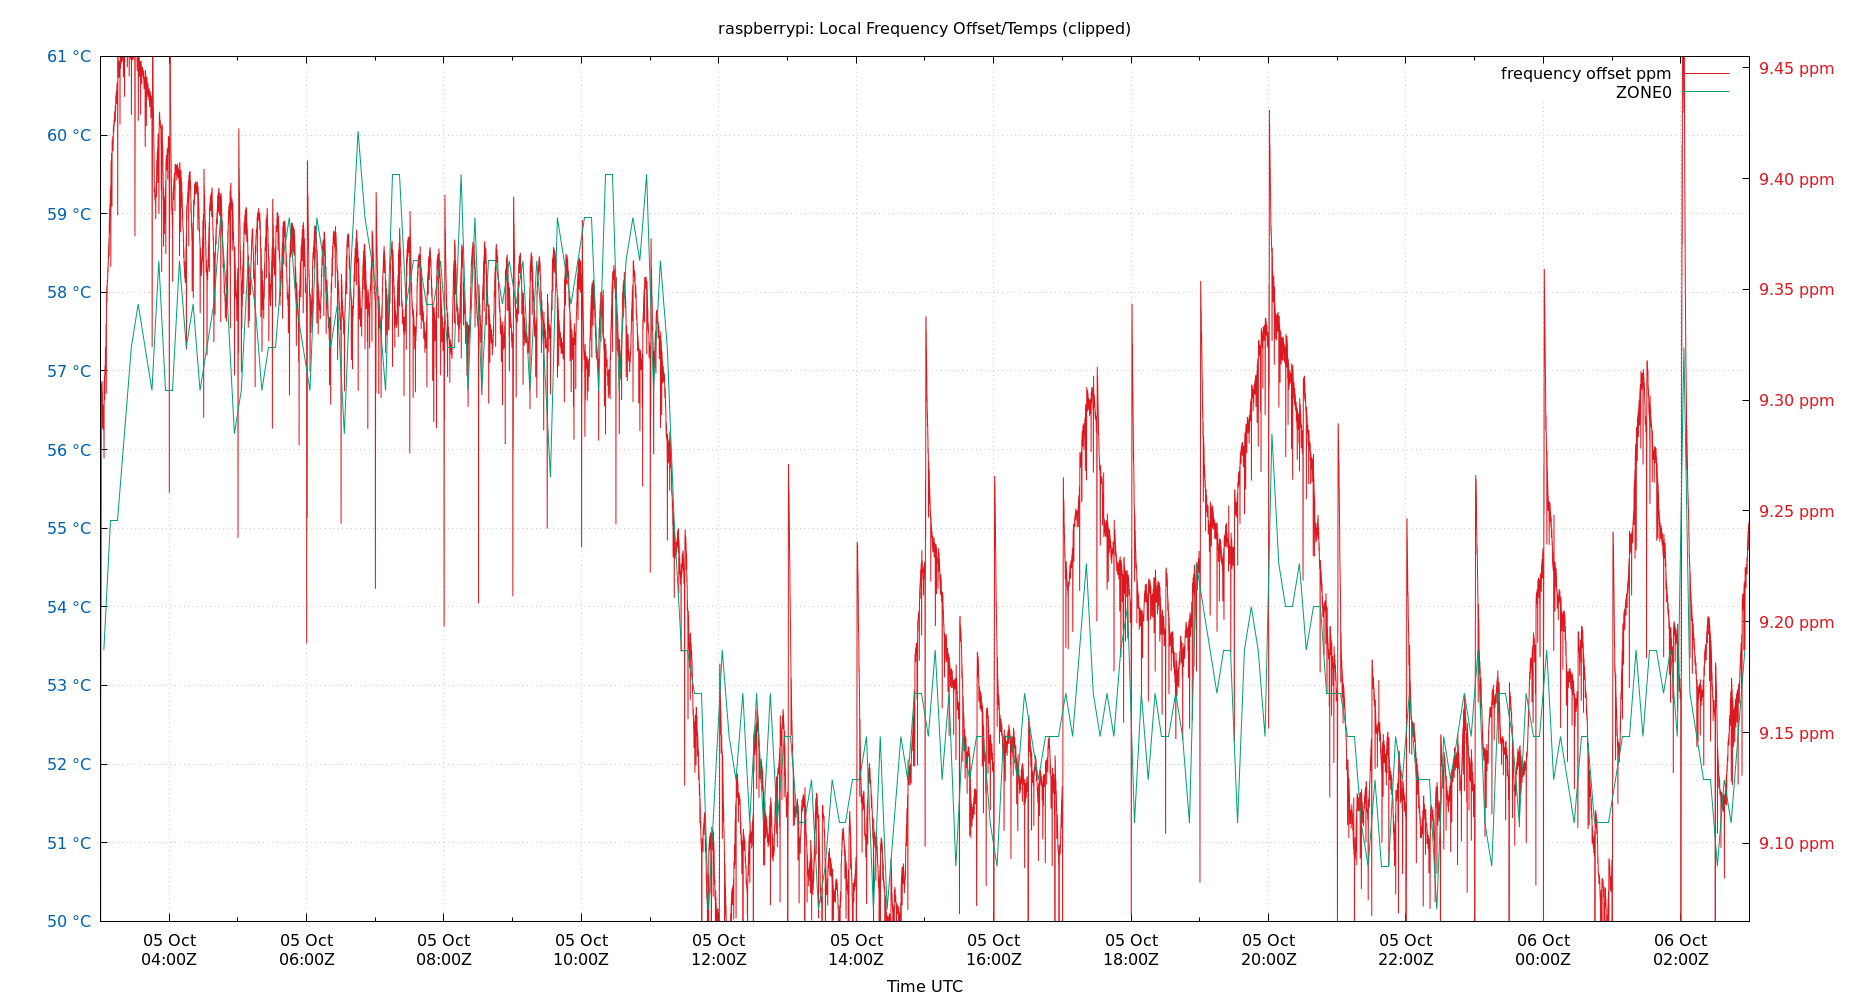 raspberrypi: Local Frequency Offset/Temps (clipped)
61 °C
60 °C
59 °C
58 °C
57 °C
56 °C
55 °C
54 °C
53 °C
52 °C
51 °C
50 °C
frequency offset ppm
ZONE0
9.45 ppm
9.40 ppm
9.35 ppm
9.30 ppm
9.25 ppm
9.20 ppm
9.15 ppm
9.10 ppm
05 Oct 05 Oct 05 Oct 05 Oct 05 Oct 05 Oct 05 Oct 05 Oct 05 Oct 05 Oct 06 Oct 06 Oct
04:00Z 06:00Z 08:00Z 10:00Z 12:00Z 14:00Z 16:00Z 18:00Z 20:00Z 22:00Z 00:00Z 02:00Z
Time UTC